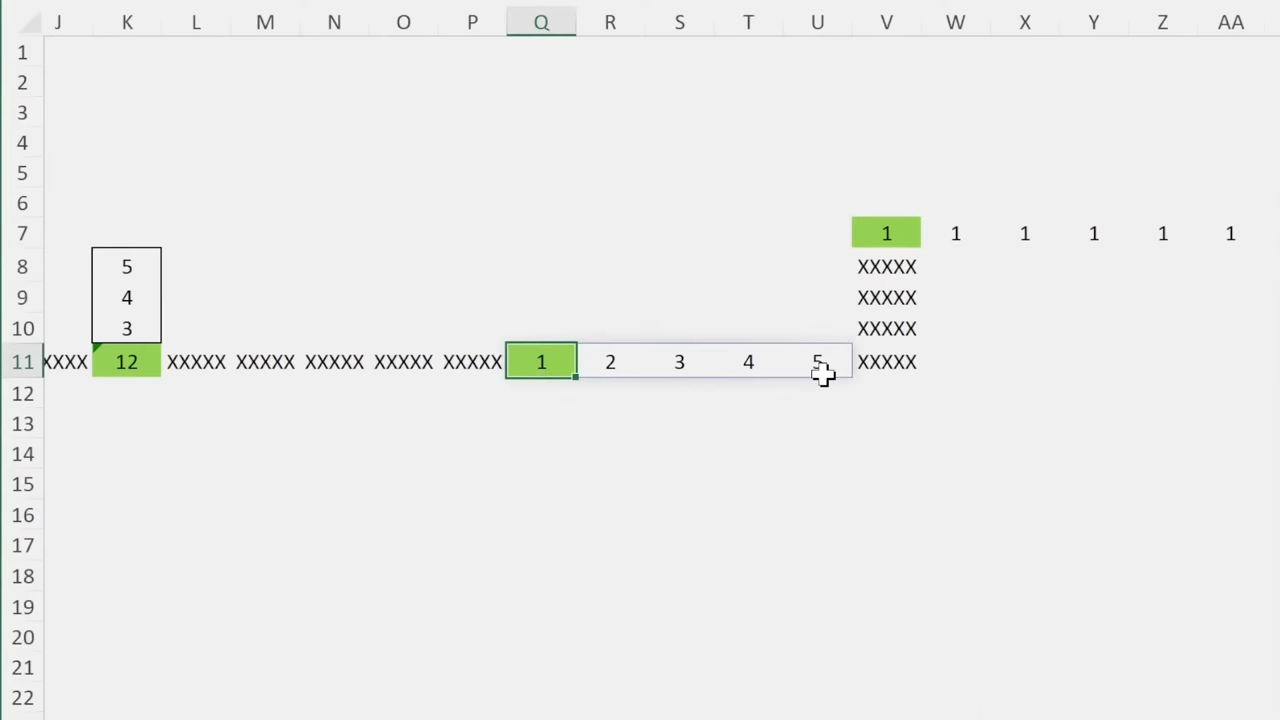 J K L M N O P Q R S T U V W X Y Z AA
1
2
3
4
5
6
7 1 1 1 1 1 1
8 5 XXXXX
9 4 XXXXX
10 3 XXXXX
11 XXXX 12 XXXXX XXXXX XXXXX XXXXX XXXXX 1 2 3 4 5 XXXXX
12
13
14
15
16
17
18
19
20
21
22